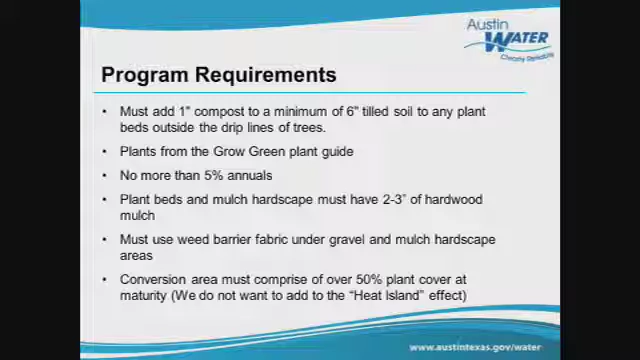 Austin
WATER
Program Requirements
• Must add 1" compost to a minimum of 6" tilled soil to any plant
beds outside the drip lines of trees.
• Plants from the Grow Green plant guide
• No more than 5% annuals
• Plant beds and mulch hardscape must have 2-3" of hardwood
mulch
• Must use weed barrier fabric under gravel and mulch hardscape
areas
• Conversion area must comprise of over 50% plant cover at
maturity (We do not want to add to the “Heat Island” effect)
www.austintexas.gov/water